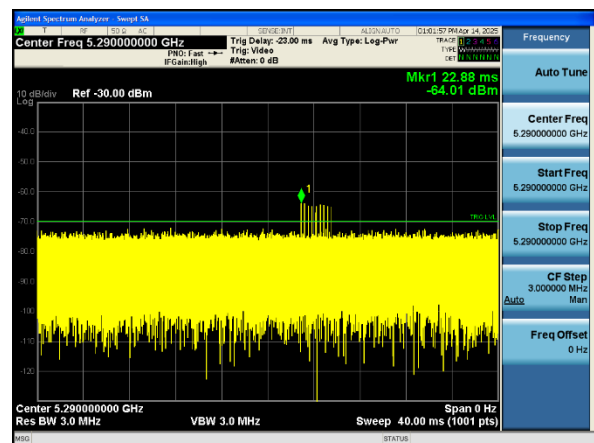 Agilent Spectrum Analyzer - Swept SA
T RF 50 Ω AC SENSE:INT ALIGN AUTO 01:01:57 PM Apr 14, 2025
Center Freq 5.290000000 GHz
PNO: Fast
IFGain:High
Trig Delay: -23.00 ms
Trig: Video
#Atten: 0 dB
Avg Type: Log-Pwr
TRACE 1 2 3 4 5 6
TYPE
DET N N N N N N
Mkr1 22.88 ms
-64.01 dBm
10 dB/div Ref -30.00 dBm
Log
-40.0
-50.0
-60.0
-70.0
-80.0
-90.0
-100
-110
-120
1
TRIG LVL
Center 5.290000000 GHz Span 0 Hz
Res BW 3.0 MHz VBW 3.0 MHz Sweep 40.00 ms (1001 pts)
MSG STATUS
Frequency
Auto Tune
Center Freq
5.290000000 GHz
Start Freq
5.290000000 GHz
Stop Freq
5.290000000 GHz
CF Step
3.000000 MHz
Auto Man
Freq Offset
0 Hz